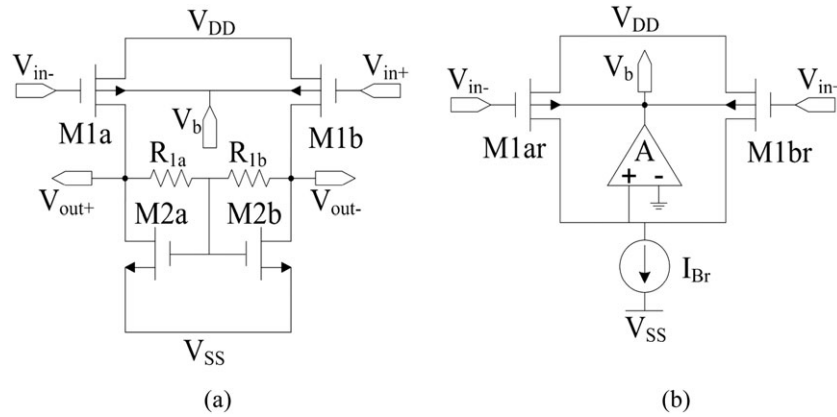 V_DD
V_in-
V_in+
M1a
V_b
M1b
R_1a
R_1b
V_out+
M2a
M2b
V_out-
V_SS
(a)
V_DD
V_b
V_in-
V_in+
M1ar
A
M1br
+ -
I_Br
V_SS
(b)